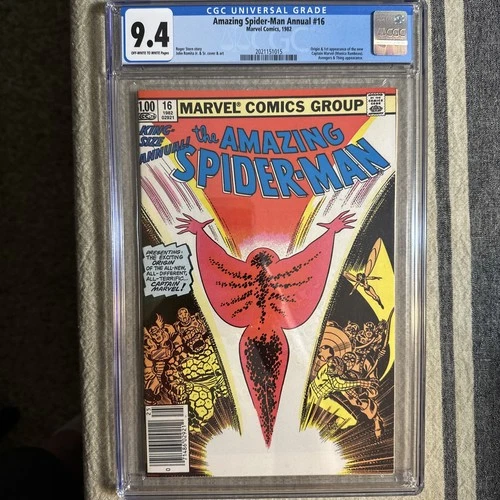 CGC UNIVERSAL GRADE
9.4
OFF-WHITE TO WHITE Pages
Amazing Spider-Man Annual #16
Marvel Comics, 1982
2021151015
Roger Stern story
John Romita Jr. & Sr. cover & art
Origin & 1st appearance of the new
Captain Marvel (Monica Rambeau).
Avengers & Thing appearance.
CGC
1.00
16
1982
02921
MARVEL COMICS GROUP
KING-
SIZE
ANNUAL!
the AMAZING
SPIDER-MAN
PRESENTING:
THE EXCITING
ORIGIN
OF THE ALL-NEW,
ALL-DIFFERENT,
ALL-TERRIFIC...
CAPTAIN
MARVEL!